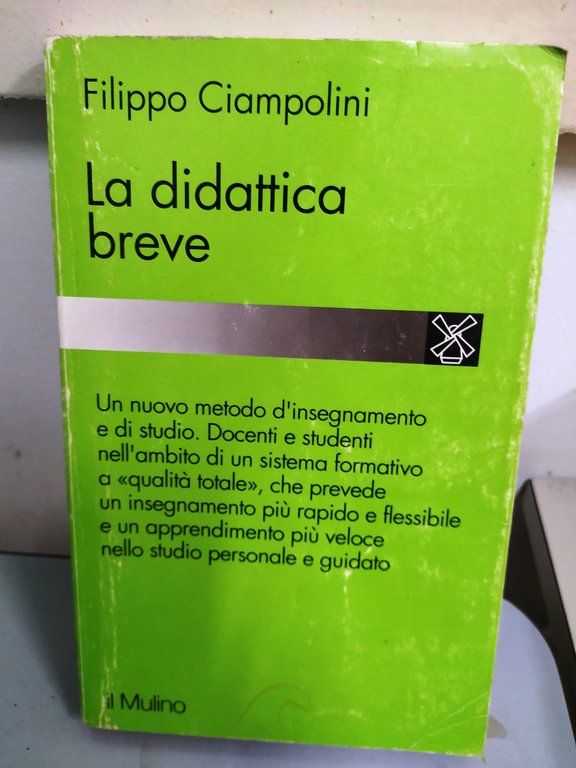 Filippo Ciampolini
La didattica
breve
Un nuovo metodo d'insegnamento
e di studio. Docenti e studenti
nell'ambito di un sistema formativo
a «qualità totale», che prevede
un insegnamento più rapido e flessibile
e un apprendimento più veloce
nello studio personale e guidato
il Mulino